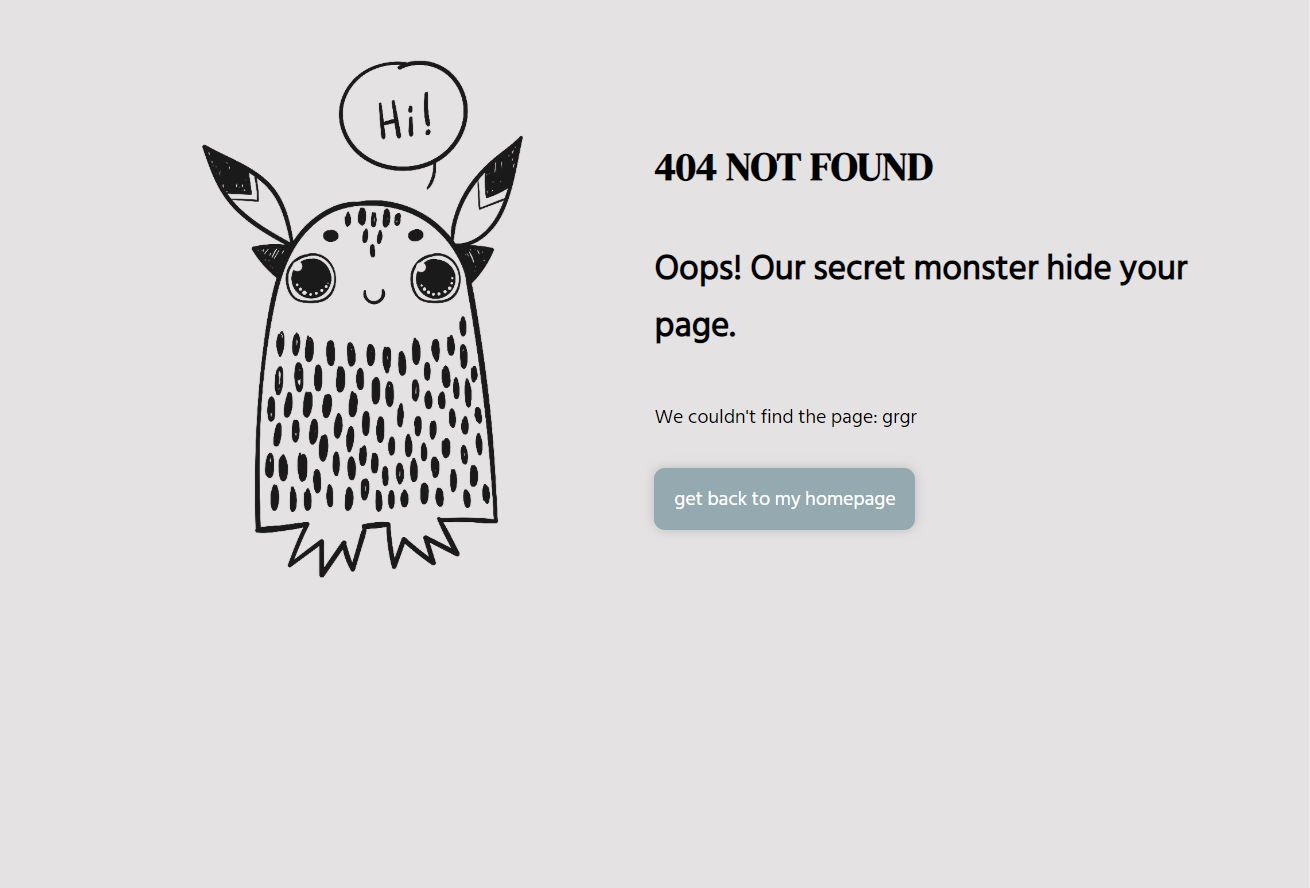 Hi!
404 NOT FOUND
Oops! Our secret monster hide your
page.
We couldn't find the page: grgr
get back to my homepage